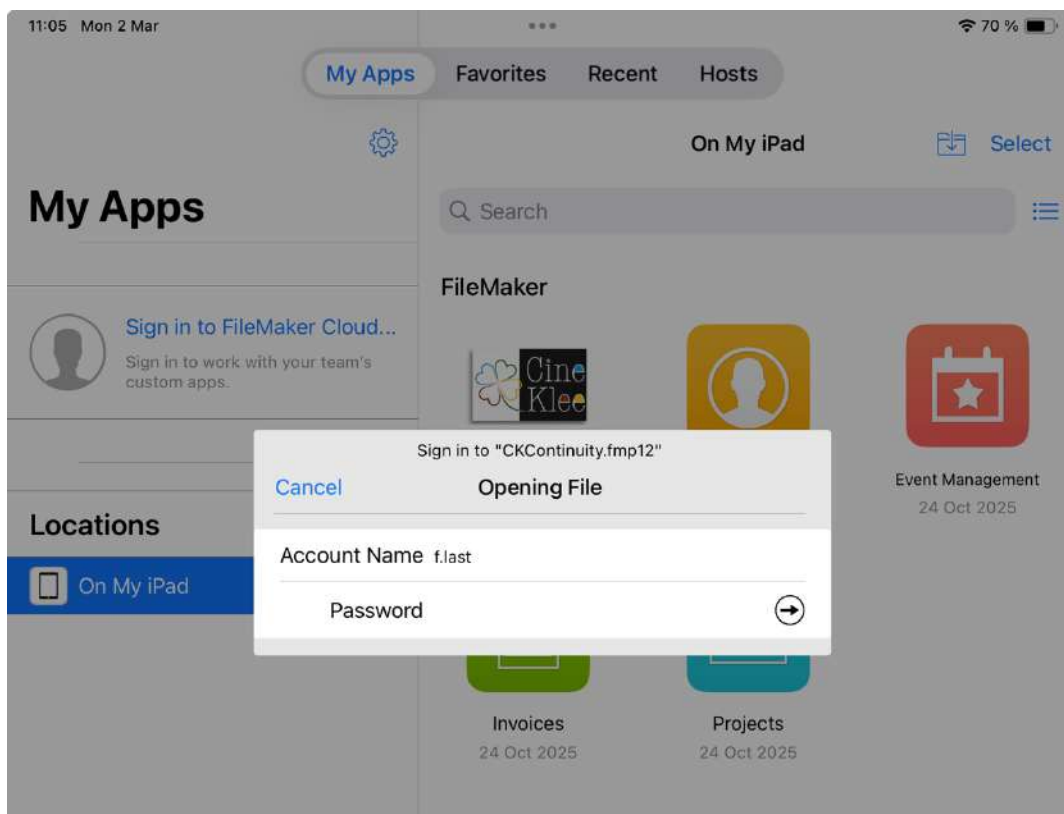 11:05 Mon 2 Mar
70 %
My Apps Favorites Recent Hosts
On My iPad
Select
My Apps
Search
FileMaker
Sign in to FileMaker Cloud...
Sign in to work with your team's
custom apps.
Cine
Klee
Sign in to "CKContinuity.fmp12"
Cancel
Opening File
Account Name f.last
Password
Event Management
24 Oct 2025
Locations
On My iPad
Invoices
24 Oct 2025
Projects
24 Oct 2025